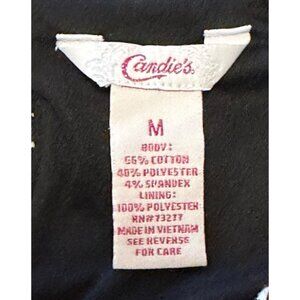 Candie's
M
BODY:
56% COTTON
40% POLYESTER
4% SPANDEX
LINING:
100% POLYESTER
RN#73277
MADE IN VIETNAM
SEE REVERSE
FOR CARE